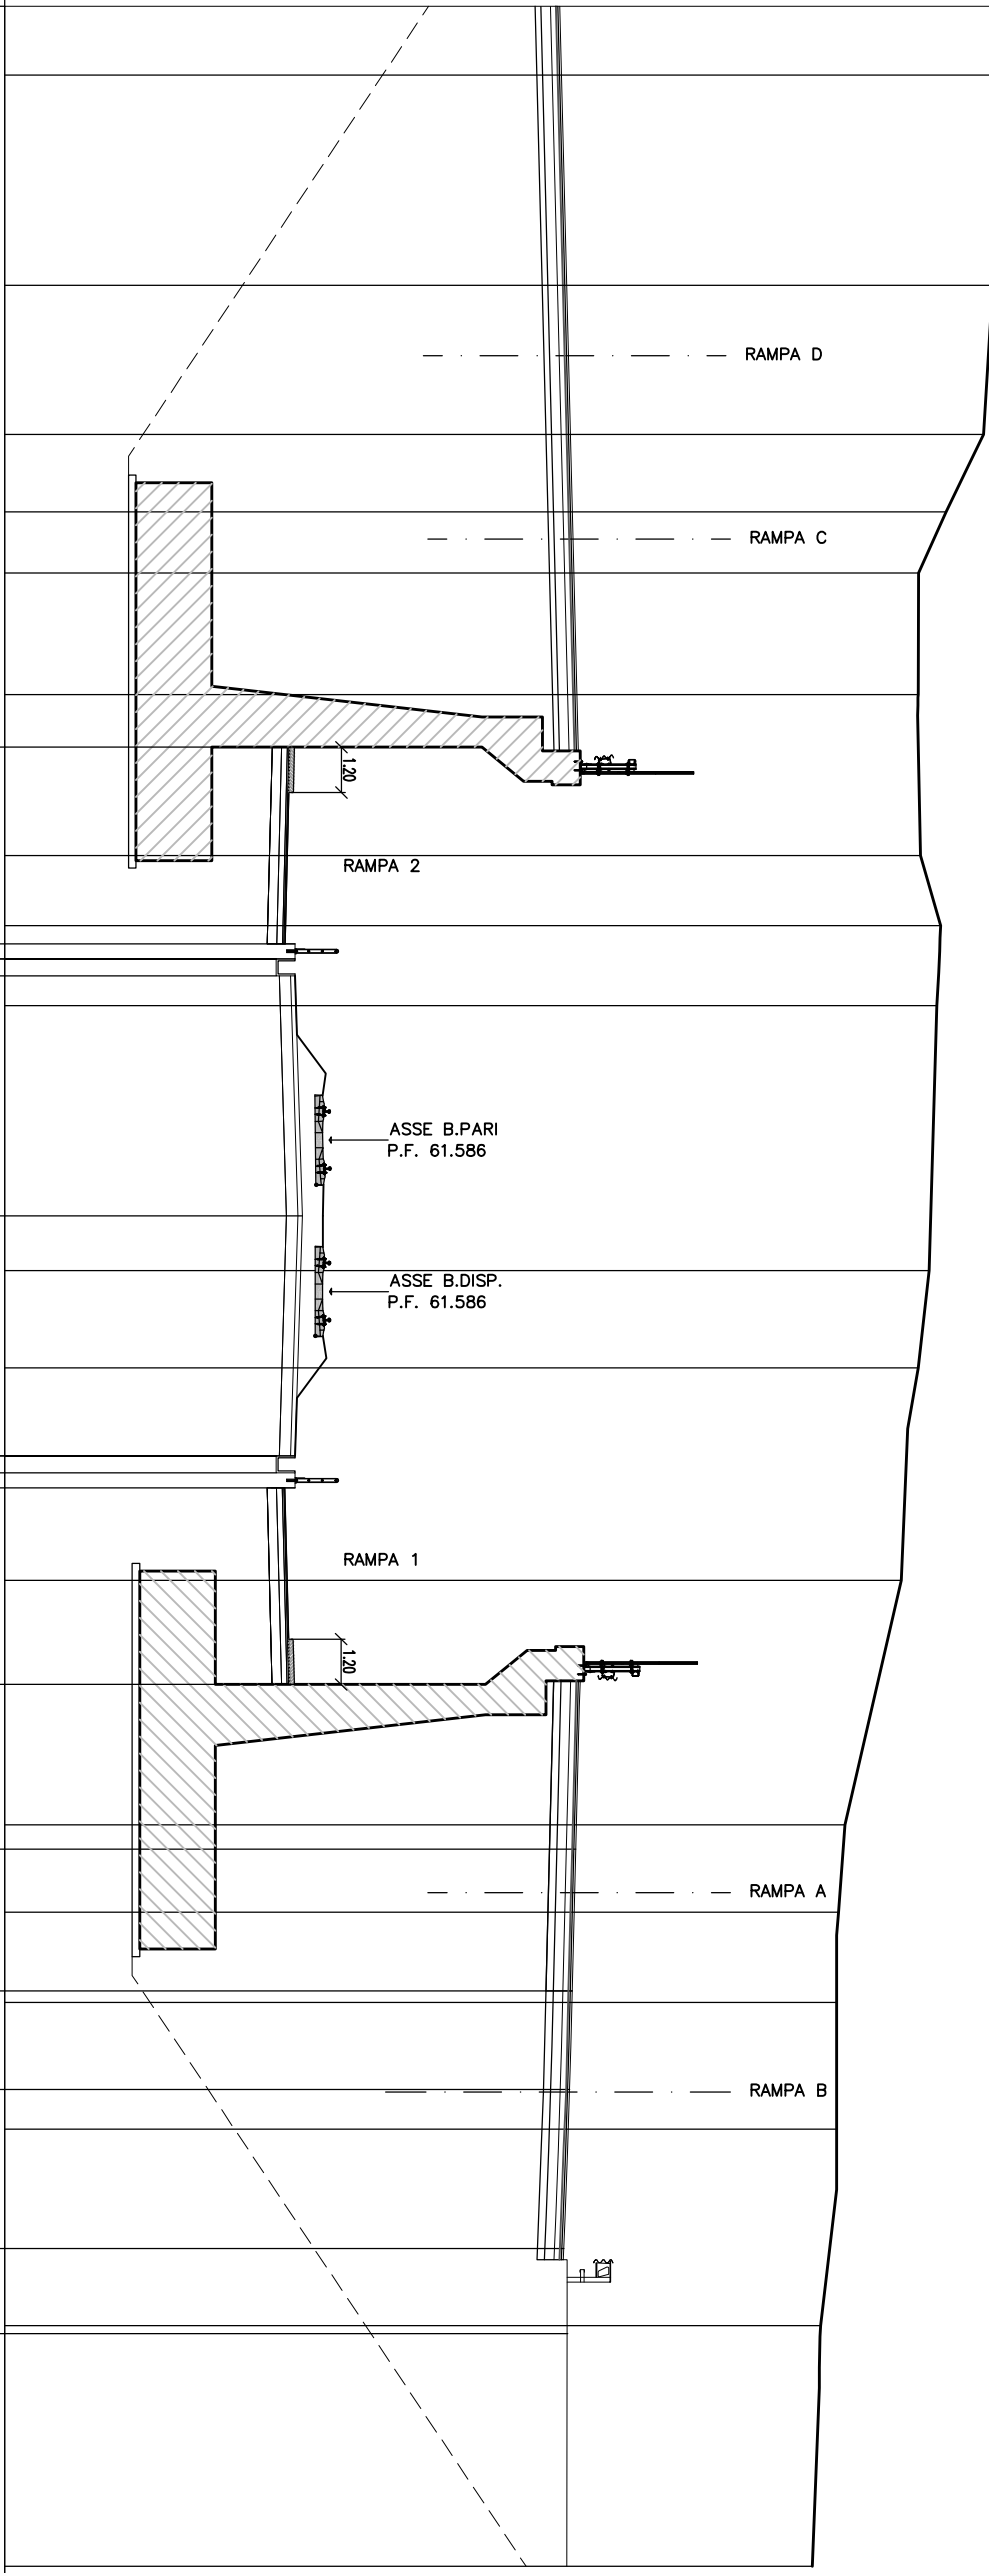 RAMPA D
RAMPA C
1.20
RAMPA 2
ASSE B.PARI
P.F. 61.586
ASSE B.DISP.
P.F. 61.586
RAMPA 1
1.20
RAMPA A
RAMPA B